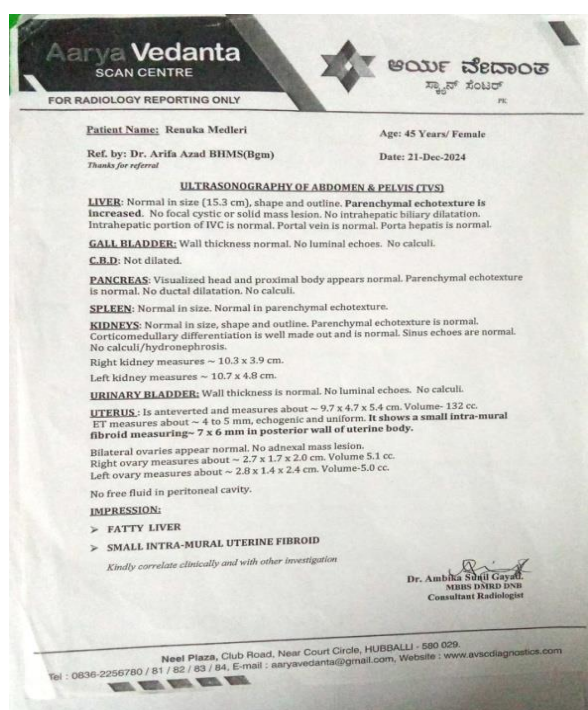 Aarya Vedanta
SCAN CENTRE
FOR RADIOLOGY REPORTING ONLY
ಆರ್ಯ ವೇದಾಂತ
ಸ್ಕ್ಯಾನ್ ಸೆಂಟರ್
Patient Name: Renuka Medleri
Age: 45 Years/ Female
Ref. by: Dr. Arifa Azad BHMS(Bgm)
Thanks for referral
Date: 21-Dec-2024
ULTRASONOGRAPHY OF ABDOMEN & PELVIS (TVS)
LIVER: Normal in size (15.3 cm), shape and outline. Parenchymal echotexture is
increased. No focal cystic or solid mass lesion. No intrahepatic biliary dilatation.
Intrahepatic portion of IVC is normal. Portal vein is normal. Porta hepatis is normal.
GALL BLADDER: Wall thickness normal. No luminal echoes. No calculi.
C.B.D: Not dilated.
PANCREAS: Visualized head and proximal body appears normal. Parenchymal echotexture
is normal. No ductal dilatation. No calculi.
SPLEEN: Normal in size. Normal in parenchymal echotexture.
KIDNEYS: Normal in size, shape and outline. Parenchymal echotexture is normal.
Corticomedullary differentiation is well made out and is normal. Sinus echoes are normal.
No calculi/hydronephrosis.
Right kidney measures ~ 10.3 x 3.9 cm.
Left kidney measures ~ 10.7 x 4.8 cm.
URINARY BLADDER: Wall thickness is normal. No luminal echoes. No calculi.
UTERUS : Is anteverted and measures about ~ 9.7 x 4.7 x 5.4 cm. Volume- 132 cc.
ET measures about ~ 4 to 5 mm, echogenic and uniform. It shows a small intra-mural
fibroid measuring~ 7 x 6 mm in posterior wall of uterine body.
Bilateral ovaries appear normal. No adnexal mass lesion.
Right ovary measures about ~ 2.7 x 1.7 x 2.0 cm. Volume 5.1 cc.
Left ovary measures about ~ 2.8 x 1.4 x 2.4 cm. Volume-5.0 cc.
No free fluid in peritoneal cavity.
IMPRESSION:
➢ FATTY LIVER
➢ SMALL INTRA-MURAL UTERINE FIBROID
Kindly correlate clinically and with other investigation
Dr. Ambika Sunil Gayad.
MBBS DMRD DNB
Consultant Radiologist
Neel Plaza, Club Road, Near Court Circle, HUBBALLI - 580 029.
Tel : 0836-2256780 / 81 / 82 / 83 / 84, E-mail : aaryavedanta@gmail.com, Website : www.avscdiagnostics.com